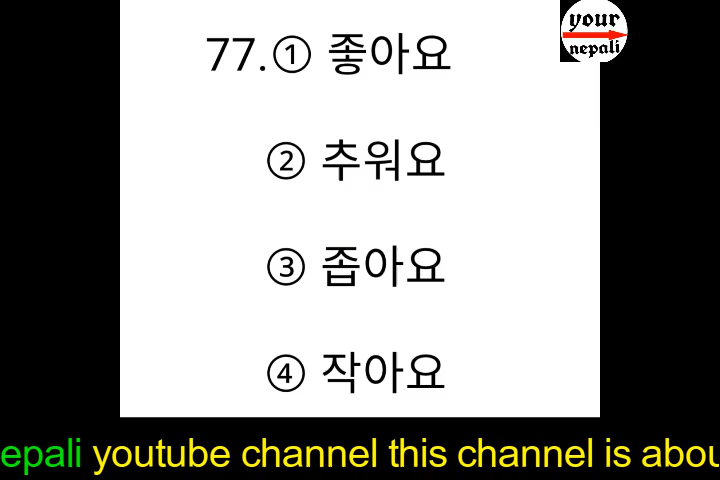 your
nepali
77.① 좋아요
② 추워요
③ 좁아요
④ 작아요
epali youtube channel this channel is abou